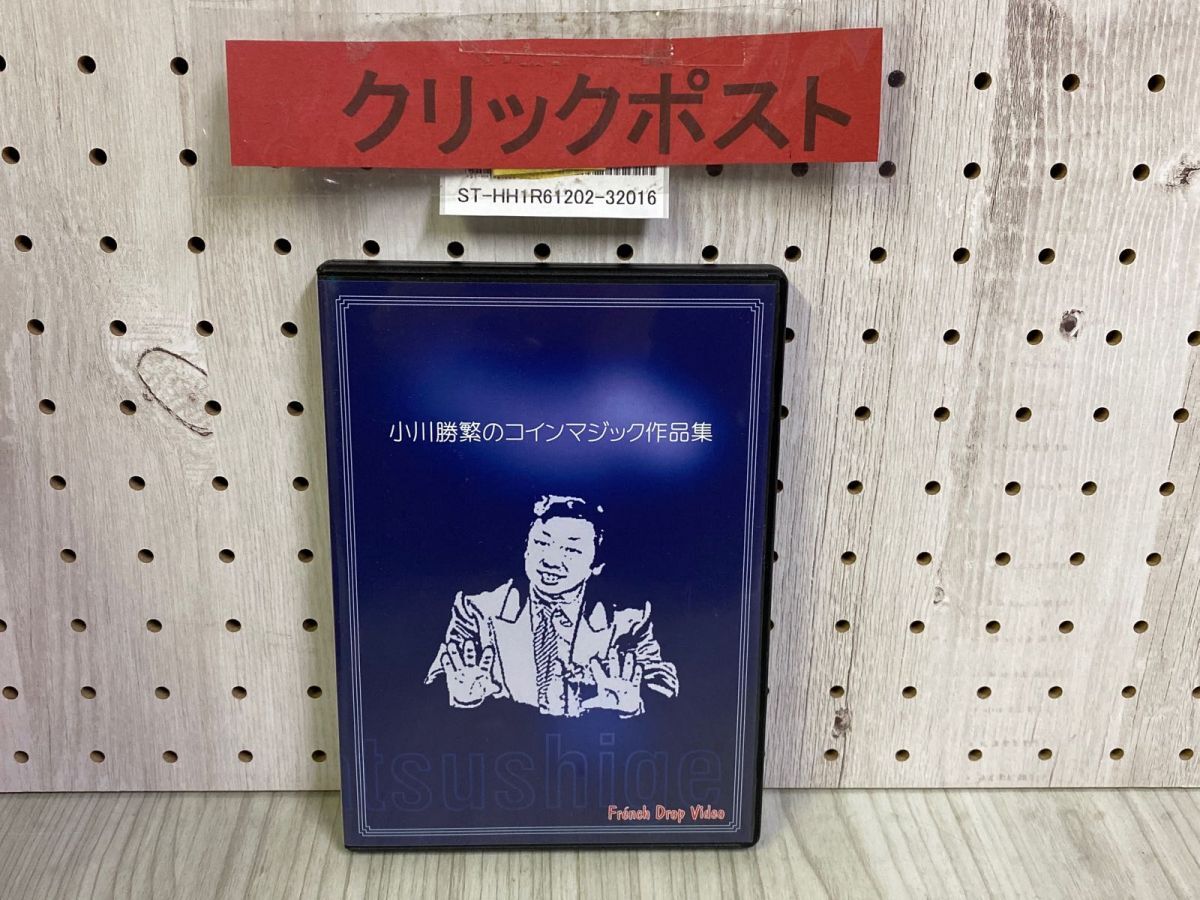 クリックポスト
ST-HH1R61202-32016
小川勝繁のコインマジック作品集
tsushige
Frénch Drop Video